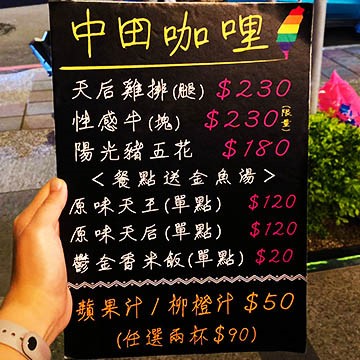 中田咖哩
天后雞排(腿) $230
性感牛(塊) $230(限量)
陽光豬五花 $180
<餐點送金魚湯>
原味天王(單點) $120
原味天后(單點) $120
鬱金香米飯(單點) $20
蘋果汁/柳橙汁 $50
(任選兩杯$90)